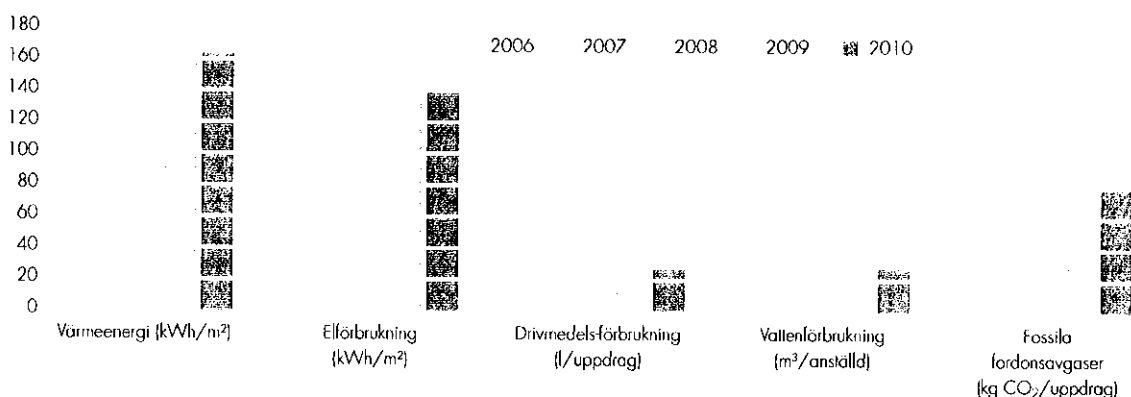 180
160
140
120
100
80
60
40
20
0
2006 2007 2008 2009 2010
Värmeenergi (kWh/m²)
Elförbrukning
(kWh/m²)
Drivmedels-förbrukning
(l/uppdrag)
Vattenförbrukning
(m³/anställd)
Fossila
fordonsavgaser
(kg CO₂/uppdrag)